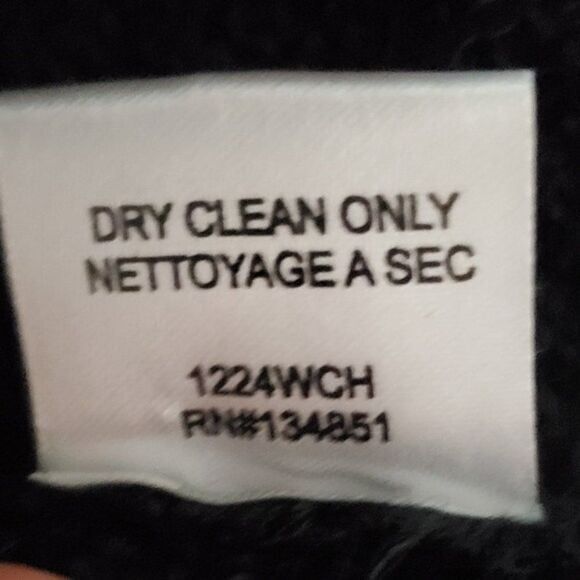 DRY CLEAN ONLY
NETTOYAGE A SEC
1224WCH
RN#134851